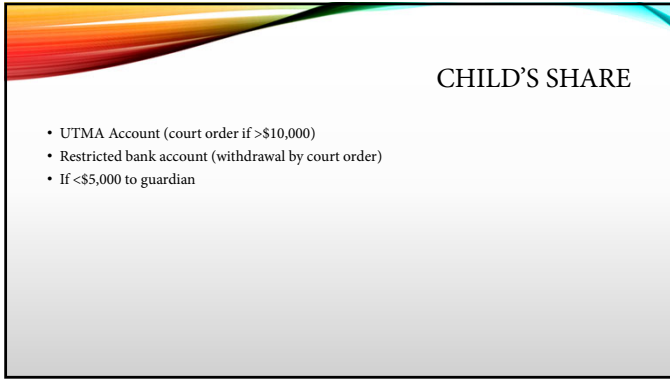 CHILD’S SHARE
• UTMA Account (court order if >$10,000)
• Restricted bank account (withdrawal by court order)
• If <$5,000 to guardian